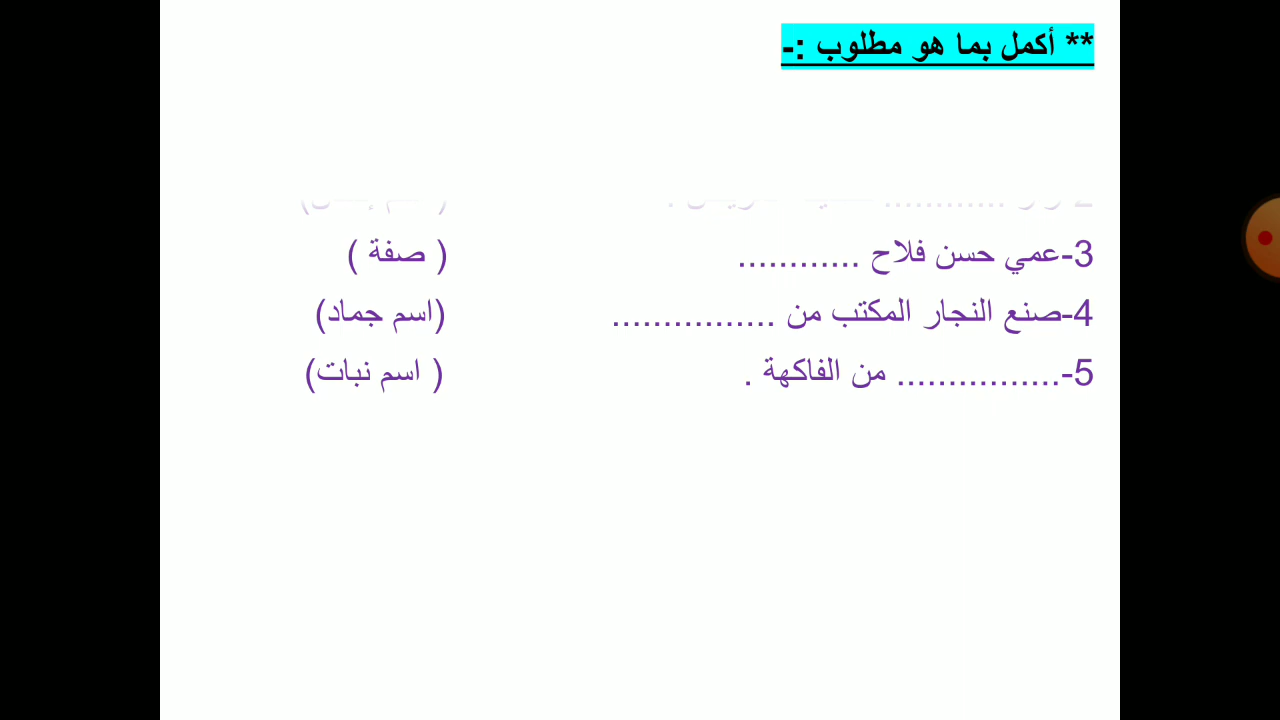 ** أكمل بما هو مطلوب :-
3-عمي حسن فلاح ............ ( صفة )
4-صنع النجار المكتب من ................ (اسم جماد)
5-................ من الفاكهة . ( اسم نبات)